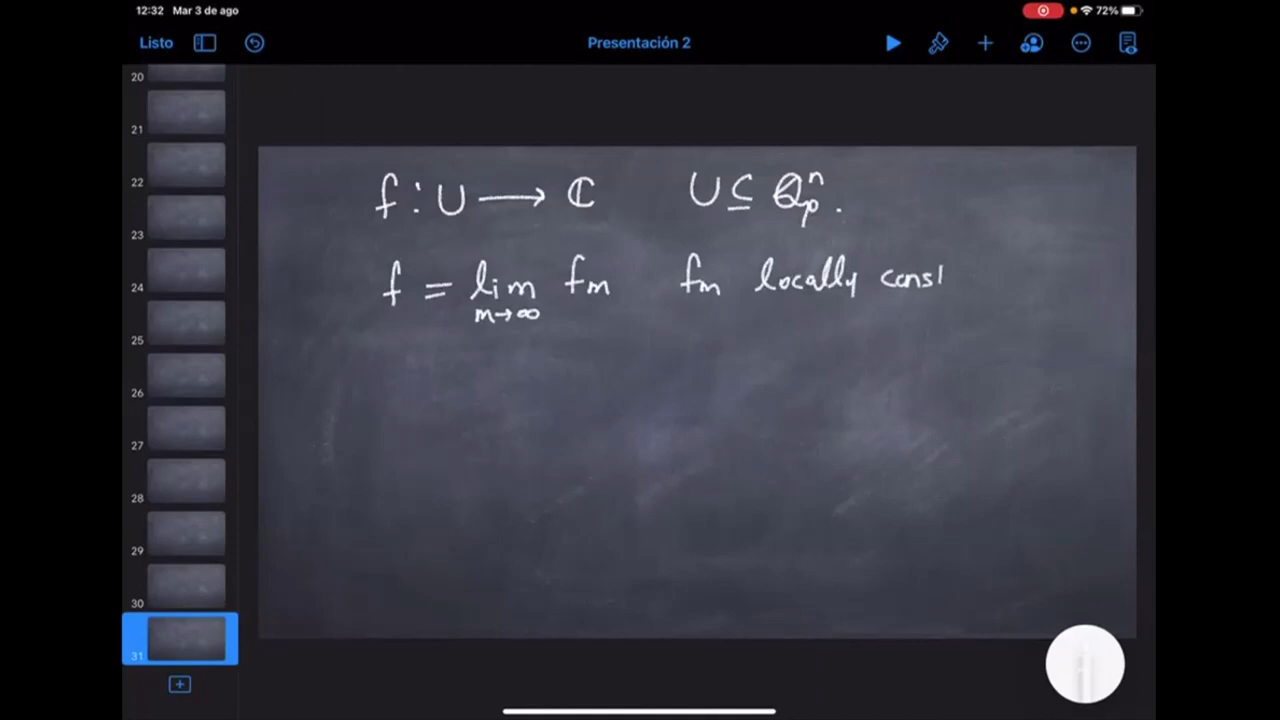 12:32 Mar 3 de ago
72%
Listo
Presentación 2
20
21
22
23
24
25
26
27
28
29
30
31
f : U ⟶ ℂ U ⊆ ℚₚⁿ.
f = lim fₘ fₘ locally const
m→∞